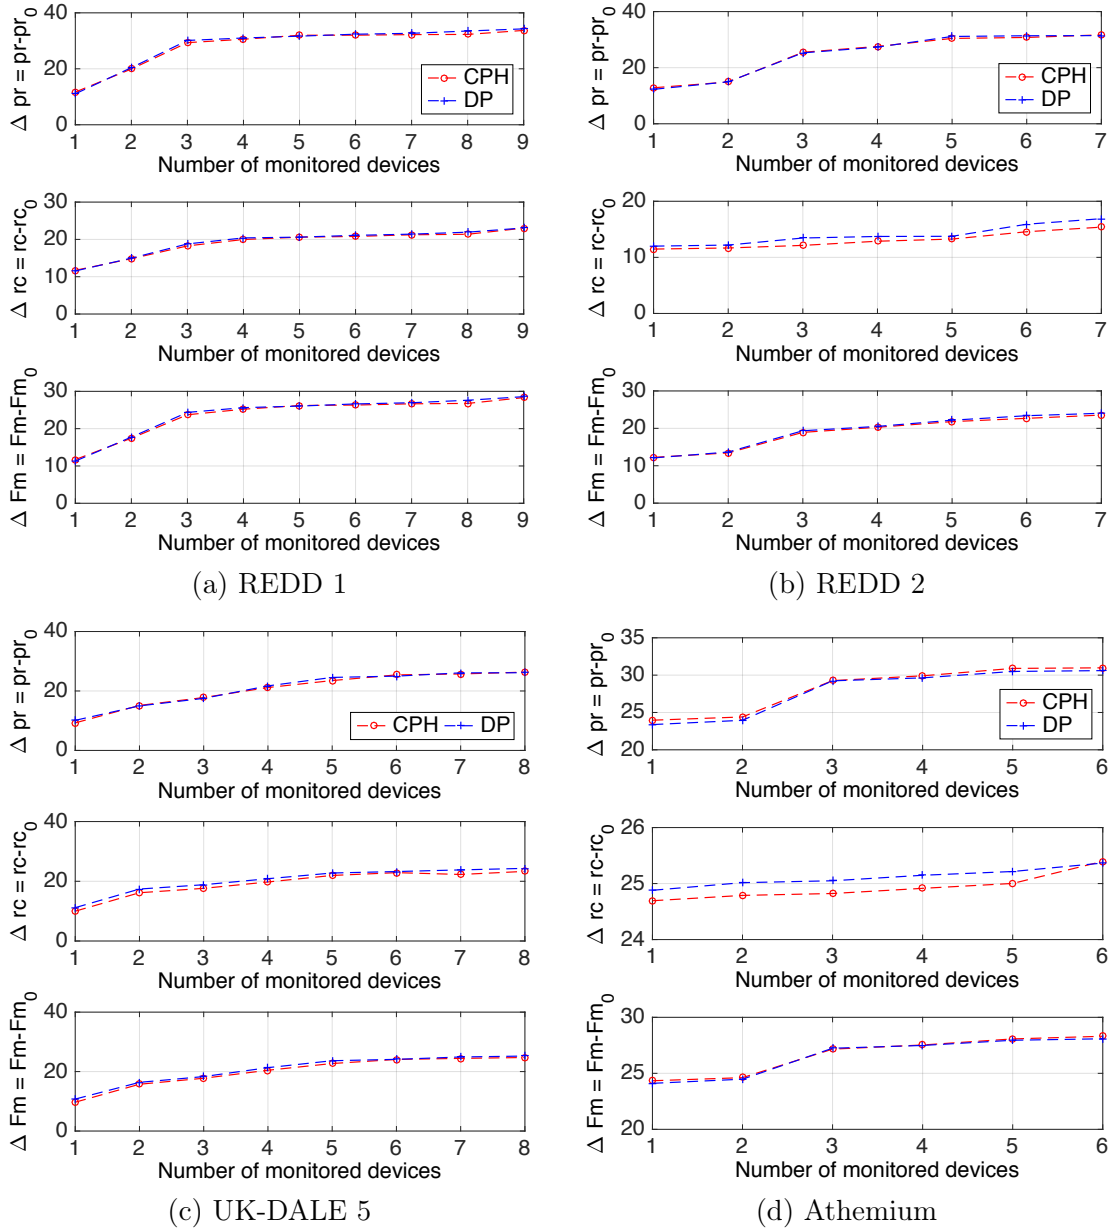 Δ pr = pr-pr0
40
20
0
CPH
DP
1 2 3 4 5 6 7 8 9
Number of monitored devices
Δ rc = rc-rc0
30
20
10
0
1 2 3 4 5 6 7 8 9
Number of monitored devices
Δ Fm = Fm-Fm0
30
20
10
0
1 2 3 4 5 6 7 8 9
Number of monitored devices
(a) REDD 1
Δ pr = pr-pr0
40
20
0
CPH
DP
1 2 3 4 5 6 7
Number of monitored devices
Δ rc = rc-rc0
20
10
0
1 2 3 4 5 6 7
Number of monitored devices
Δ Fm = Fm-Fm0
30
20
10
0
1 2 3 4 5 6 7
Number of monitored devices
(b) REDD 2
Δ pr = pr-pr0
40
20
0
CPH DP
1 2 3 4 5 6 7 8
Number of monitored devices
Δ rc = rc-rc0
40
20
0
1 2 3 4 5 6 7 8
Number of monitored devices
Δ Fm = Fm-Fm0
40
20
0
1 2 3 4 5 6 7 8
Number of monitored devices
(c) UK-DALE 5
Δ pr = pr-pr0
35
30
25
20
CPH
DP
1 2 3 4 5 6
Number of monitored devices
Δ rc = rc-rc0
26
25
24
1 2 3 4 5 6
Number of monitored devices
Δ Fm = Fm-Fm0
30
25
20
1 2 3 4 5 6
Number of monitored devices
(d) Athemium